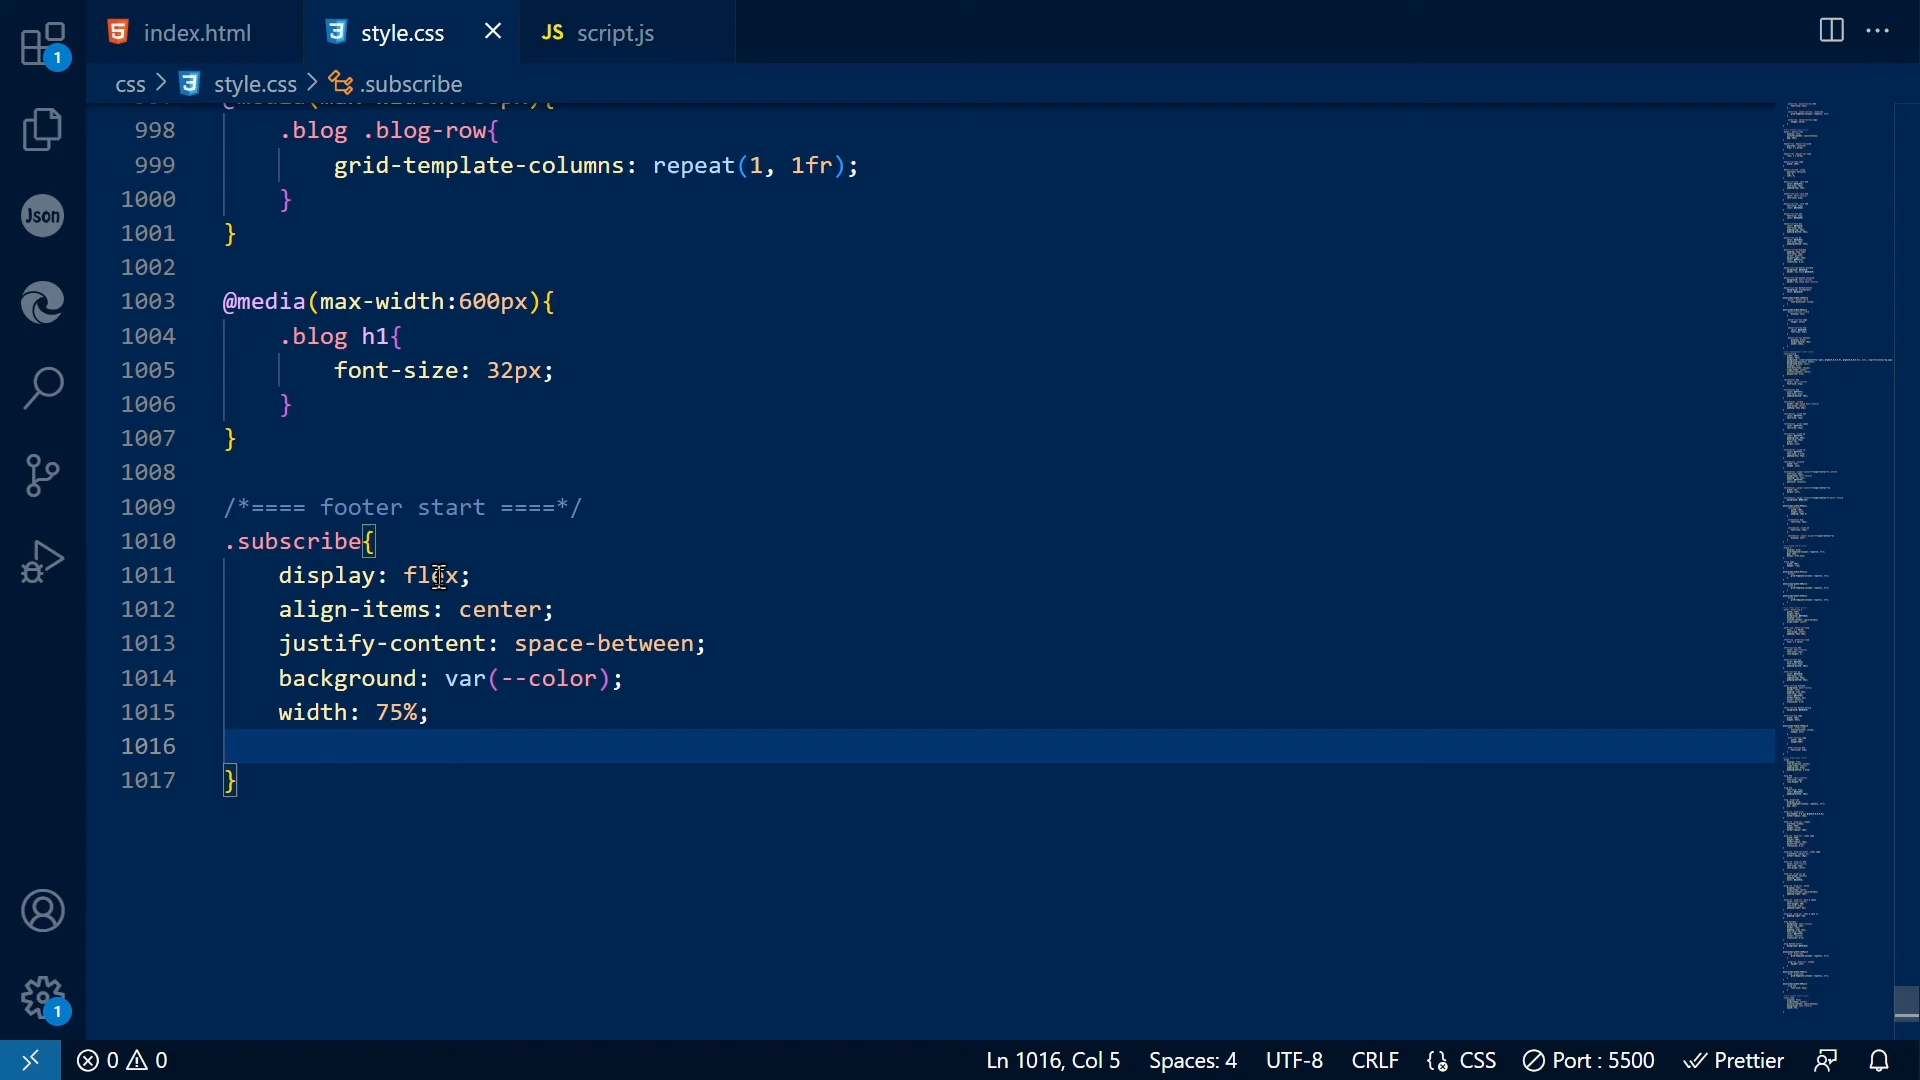 1
index.html
style.css
JS script.js
css > style.css > .subscribe
998 .blog .blog-row{
999 grid-template-columns: repeat(1, 1fr);
1000 }
1001 }
1002
1003 @media(max-width:600px){
1004 .blog h1{
1005 font-size: 32px;
1006 }
1007 }
1008
1009 /*==== footer start ====*/
1010 .subscribe{
1011 display: flex;
1012 align-items: center;
1013 justify-content: space-between;
1014 background: var(--color);
1015 width: 75%;
1016
1017 }
Json
1
0 0
Ln 1016, Col 5
Spaces: 4
UTF-8
CRLF
CSS
Port : 5500
Prettier